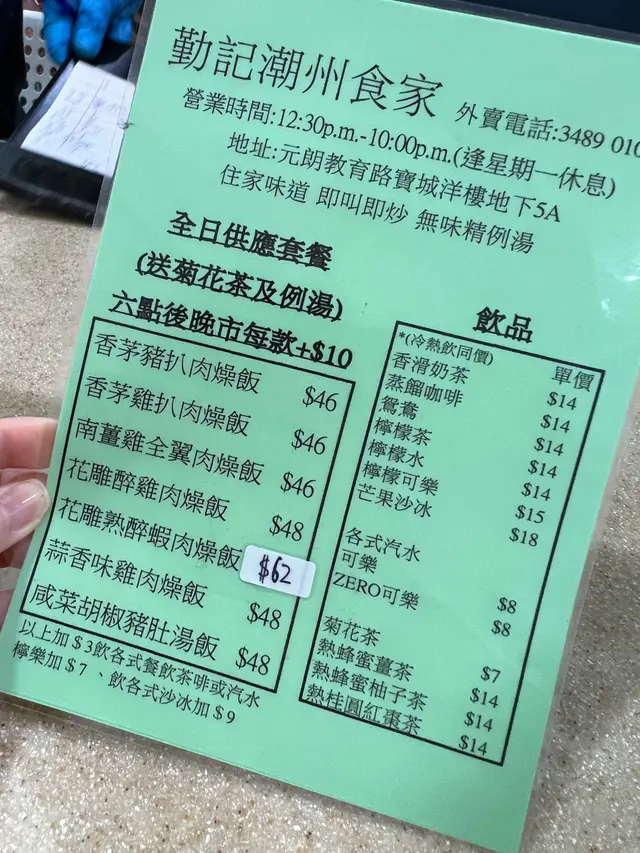 勤記潮州食家
外賣電話:3489 010
營業時間:12:30p.m.-10:00p.m.(逢星期一休息)
地址:元朗教育路寶城洋樓地下5A
住家味道 即叫即炒 無味精例湯
全日供應套餐
(送菊花茶及例湯)
六點後晚市每款+$10
香茅豬扒肉燥飯 $46
香茅雞扒肉燥飯 $46
南薑雞全翼肉燥飯 $46
花雕醉雞肉燥飯 $48
花雕熟醉蝦肉燥飯 $62
蒜香味雞肉燥飯 $48
咸菜胡椒豬肚湯飯 $48
以上加$3飲各式餐飲茶啡或汽水
檸樂加$7、飲各式沙冰加$9
飲品
*(冷熱飲同價) 單價
香滑奶茶 $14
蒸餾咖啡 $14
鴛鴦 $14
檸檬茶 $14
檸檬水 $14
檸檬可樂 $15
芒果沙冰 $18
各式汽水
可樂 $8
ZERO可樂 $8
菊花茶 $7
熱蜂蜜薑茶 $14
熱蜂蜜柚子茶 $14
熱桂圓紅棗茶 $14